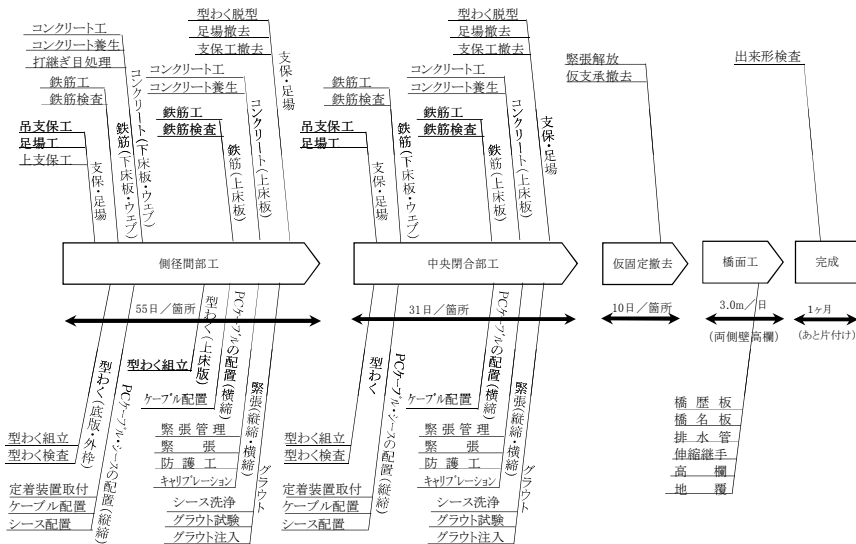 コンクリート工
コンクリート養生
打継ぎ目処理
鉄筋工
鉄筋検査
吊支保工
足場工
上支保工
支保・足場
鉄筋(下床板・ウェブ)
コンクリート(下床板・ウェブ)
型わく脱型
足場撤去
支保工撤去
コンクリート工
コンクリート養生
鉄筋工
鉄筋検査
鉄筋(上床板)
コンクリート(上床板)
支保・足場
鉄筋工
鉄筋検査
吊支保工
足場工
支保・足場
鉄筋(下床板・ウェブ)
型わく脱型
足場撤去
支保工撤去
コンクリート工
コンクリート養生
鉄筋工
鉄筋検査
鉄筋(上床板)
コンクリート(上床板)
支保・足場
緊張解放
仮支承撤去
出来形検査
側径間部工
中央閉合部工
仮固定撤去
橋面工
完成
55日/箇所
31日/箇所
10日/箇所
3.0m/日
(両側壁高欄)
1ヶ月
(あと片付け)
型わく(底版・外枠)
PCケーブル・シースの配置(縦締)
型わく(上床版)
PCケーブルの配置(横締)
緊張(縦締・横締)
グラウト
型わく組立
ケーブル配置
型わく組立
型わく検査
定着装置取付
ケーブル配置
シース配置
緊張管理
緊張
防護工
キャリブレーション
シース洗浄
グラウト試験
グラウト注入
型わく
PCケーブル・シースの配置(縦締)
PCケーブルの配置(横締)
緊張(縦締・横締)
グラウト
ケーブル配置
型わく組立
型わく検査
定着装置取付
ケーブル配置
シース配置
緊張管理
緊張
防護工
キャリブレーション
シース洗浄
グラウト試験
グラウト注入
橋歴板
橋名板
排水管
伸縮継手
高欄
地覆